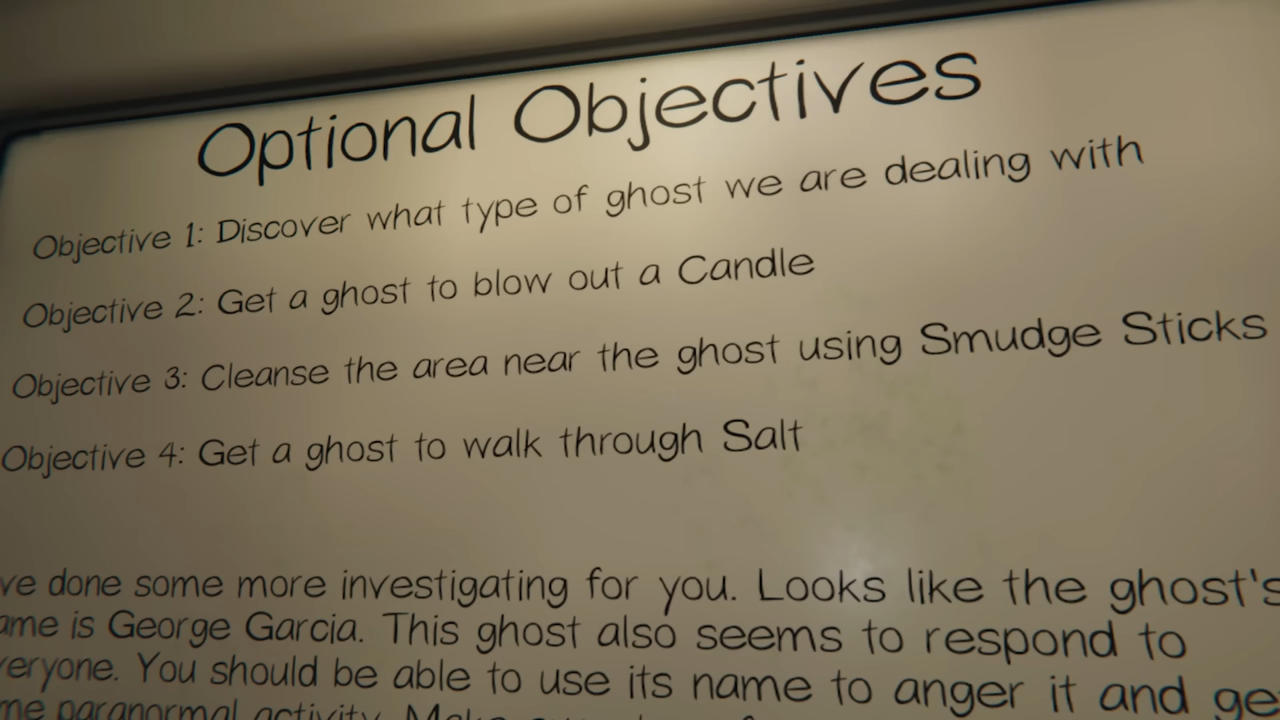 Optional Objectives
Objective 1: Discover what type of ghost we are dealing with
Objective 2: Get a ghost to blow out a Candle
Objective 3: Cleanse the area near the ghost using Smudge Sticks
Objective 4: Get a ghost to walk through Salt
done some more investigating for you. Looks like the ghost's
is George Garcia. This ghost also seems to respond to
You should be able to use its name to anger it and
paranormal activity.